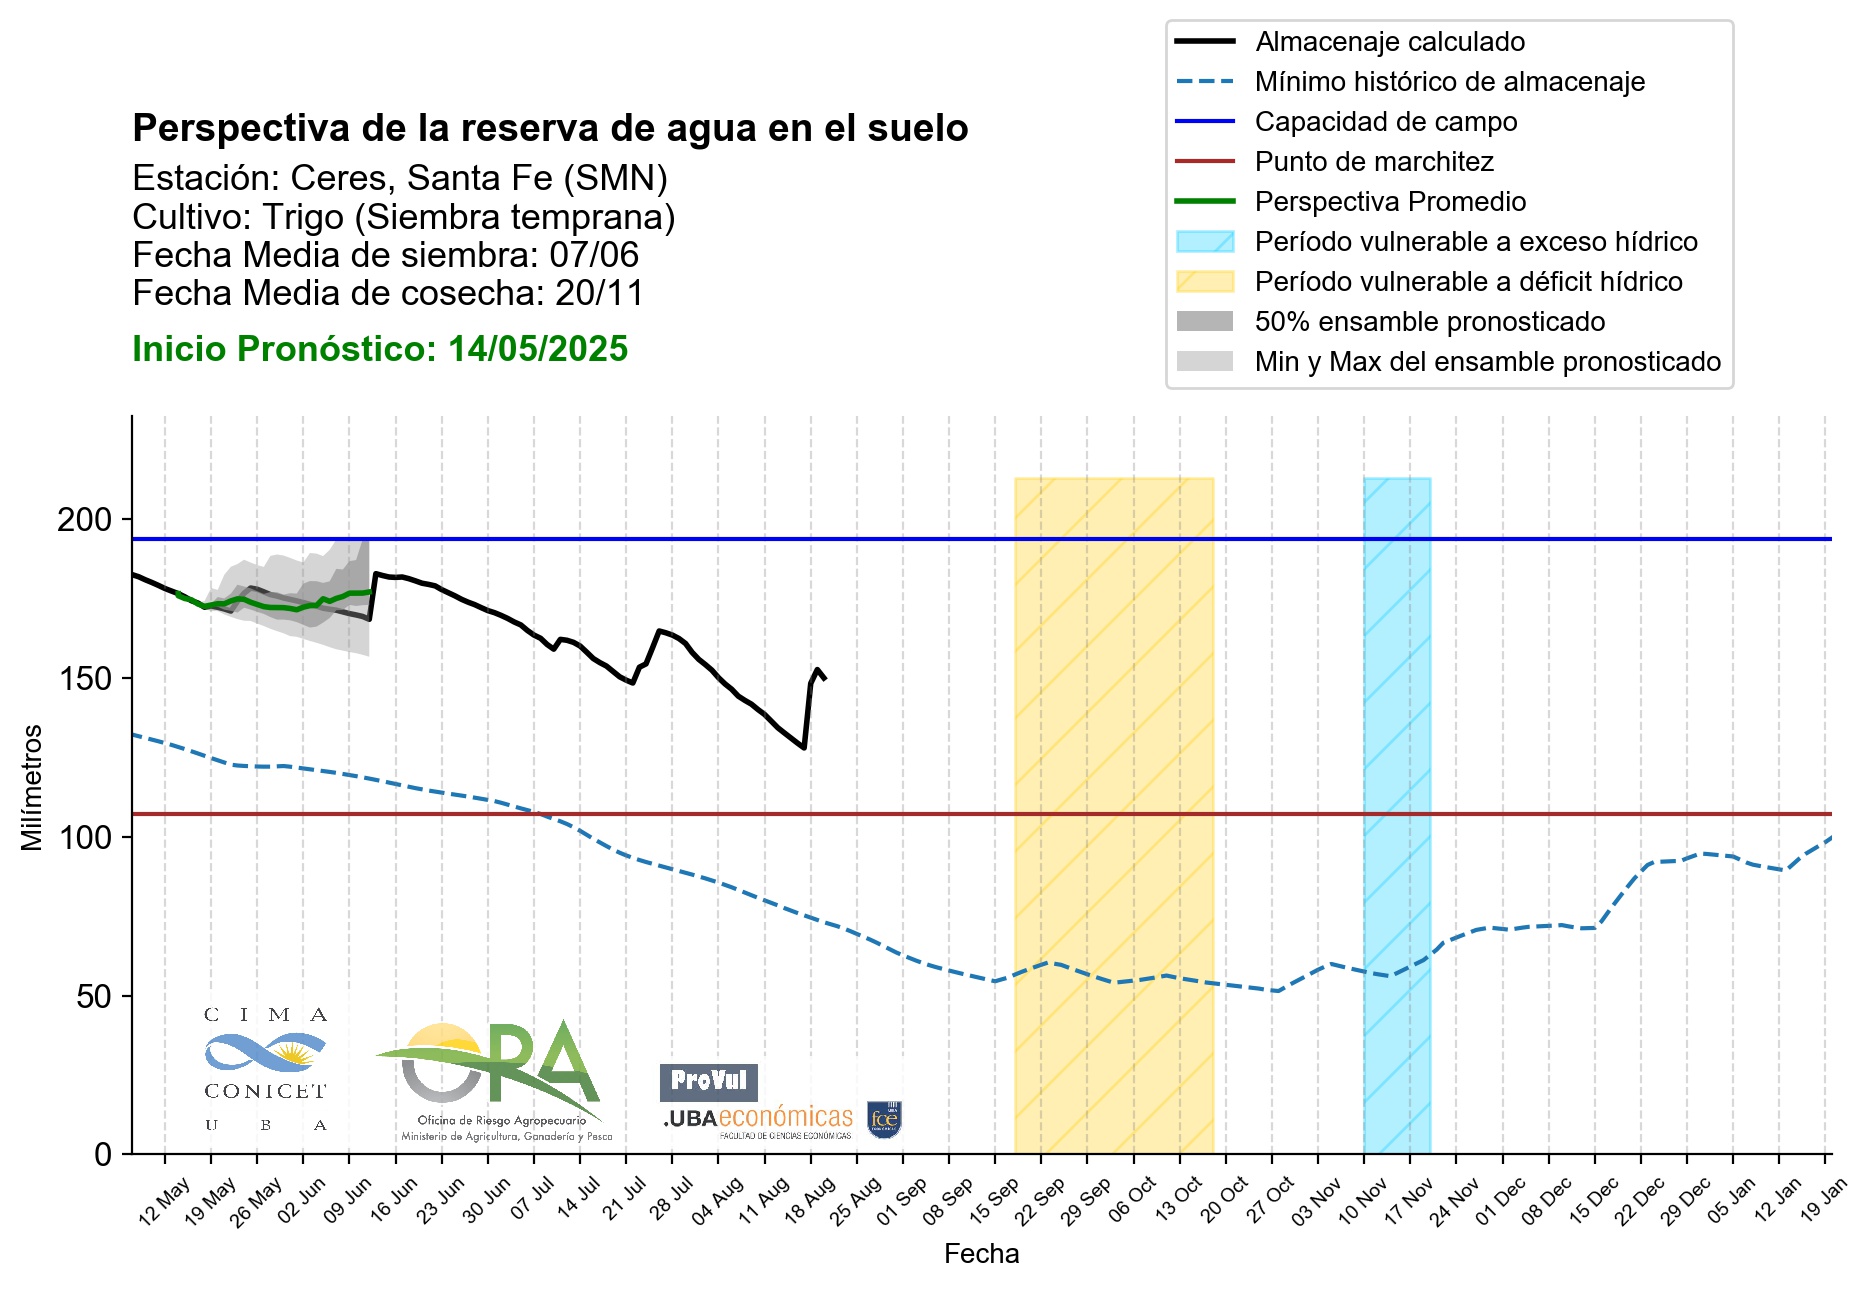 Almacenaje calculado
Mínimo histórico de almacenaje
Capacidad de campo
Punto de marchitez
Perspectiva Promedio
Período vulnerable a exceso hídrico
Período vulnerable a déficit hídrico
50% ensamble pronosticado
Min y Max del ensamble pronosticado
Perspectiva de la reserva de agua en el suelo
Estación: Ceres, Santa Fe (SMN)
Cultivo: Trigo (Siembra temprana)
Fecha Media de siembra: 07/06
Fecha Media de cosecha: 20/11
Inicio Pronóstico: 14/05/2025
200
150
100
50
0
Milímetros
CIMA
CONICET
UBA
ORA
Oficina de Riesgo Agropecuario
Ministerio de Agricultura, Ganadería y Pesca
ProVul
.UBAeconómicas
FACULTAD DE CIENCIAS ECONÓMICAS
UBA
fce
12 May
19 May
26 May
02 Jun
09 Jun
16 Jun
23 Jun
30 Jun
07 Jul
14 Jul
21 Jul
28 Jul
04 Aug
11 Aug
18 Aug
25 Aug
01 Sep
08 Sep
15 Sep
22 Sep
29 Sep
06 Oct
13 Oct
20 Oct
27 Oct
03 Nov
10 Nov
17 Nov
24 Nov
01 Dec
08 Dec
15 Dec
22 Dec
29 Dec
05 Jan
12 Jan
19 Jan
Fecha